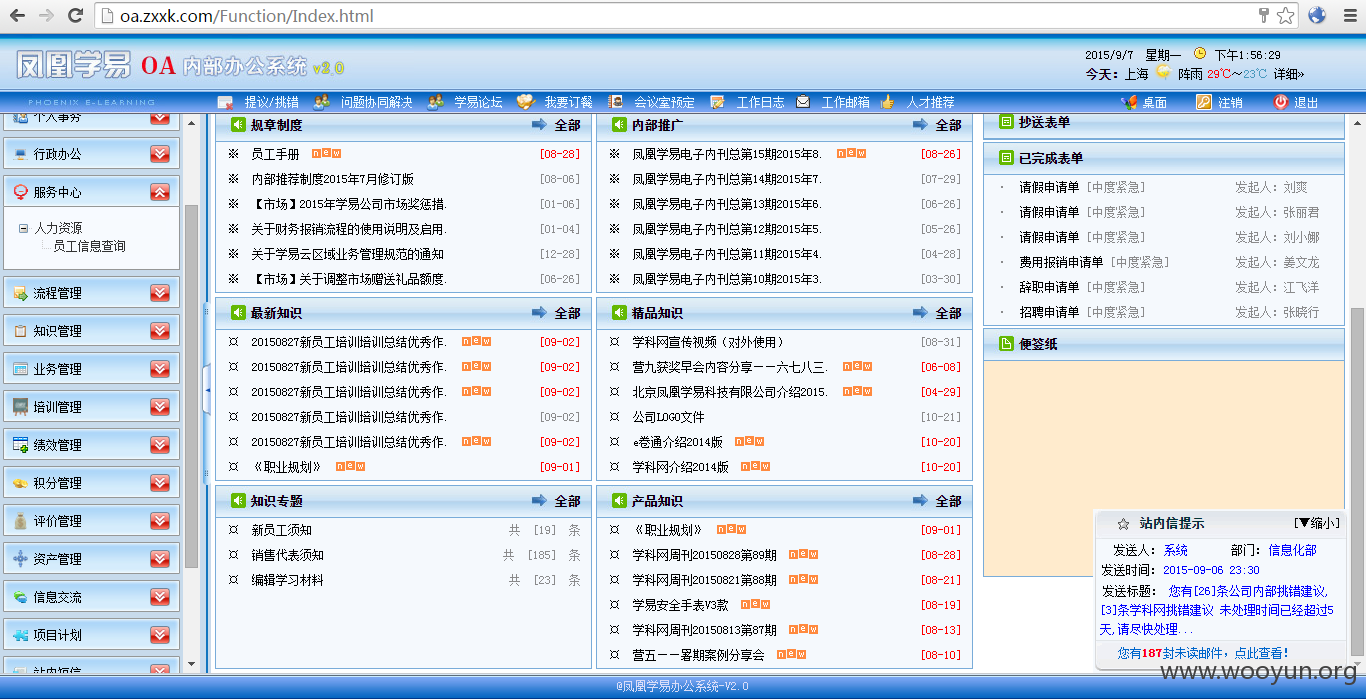 oa.zxxk.com/Function/Index.html
凤凰学易 OA 内部办公系统 v2.0
PHOENIX E-LEARNING
2015/9/7 星期一 下午1:56:29
今天：上海 阵雨 29℃～23℃ 详细»
提议/挑错 问题协同解决 学易论坛 我要订餐 会议室预定 工作日志 工作邮箱 人才推荐 桌面 注销 退出
个人事务
行政办公
服务中心
人力资源
员工信息查询
流程管理
知识管理
业务管理
培训管理
绩效管理
积分管理
评价管理
资产管理
信息交流
项目计划
站内短信
规章制度 全部
※ 员工手册 new [08-28]
※ 内部推荐制度2015年7月修订版 [08-06]
※ 【市场】2015年学易公司市场奖惩措. [01-06]
※ 关于财务报销流程的使用说明及启用. [01-04]
※ 关于学易云区域业务管理规范的通知 [12-28]
※ 【市场】关于调整市场赠送礼品额度. [06-26]
内部推广 全部
※ 凤凰学易电子内刊总第15期2015年8. new [08-26]
※ 凤凰学易电子内刊总第14期2015年7. [07-29]
※ 凤凰学易电子内刊总第13期2015年6. [06-26]
※ 凤凰学易电子内刊总第12期2015年5. [05-26]
※ 凤凰学易电子内刊总第11期2015年4. [04-28]
※ 凤凰学易电子内刊总第10期2015年3. [03-30]
最新知识 全部
¤ 20150827新员工培训培训总结优秀作. new [09-02]
¤ 20150827新员工培训培训总结优秀作. new [09-02]
¤ 20150827新员工培训培训总结优秀作. new [09-02]
¤ 20150827新员工培训培训总结优秀作. [09-02]
¤ 20150827新员工培训培训总结优秀作. new [09-02]
¤ 《职业规划》 new [09-01]
精品知识 全部
¤ 学科网宣传视频（对外使用） [08-31]
¤ 营九获奖早会内容分享——六七八三. new [06-08]
¤ 北京凤凰学易科技有限公司介绍2015. new [04-29]
¤ 公司LOGO文件 [10-21]
¤ e卷通介绍2014版 new [10-20]
¤ 学科网介绍2014版 new [10-20]
知识专题 全部
¤ 新员工须知 共 [19] 条
¤ 销售代表须知 共 [185] 条
¤ 编辑学习材料 共 [23] 条
产品知识 全部
¤ 《职业规划》 new [09-01]
¤ 学科网周刊20150828第89期 new [08-28]
¤ 学科网周刊20150821第88期 new [08-21]
¤ 学易安全手表V3款 new [08-19]
¤ 学科网周刊20150813第87期 new [08-13]
¤ 营五——暑期案例分享会 new [08-10]
抄送表单
已完成表单
· 请假申请单 [中度紧急] 发起人：刘爽
· 请假申请单 [中度紧急] 发起人：张丽君
· 请假申请单 [中度紧急] 发起人：刘小娜
· 费用报销申请单 [中度紧急] 发起人：姜文龙
· 辞职申请单 [中度紧急] 发起人：江飞洋
· 招聘申请单 [中度紧急] 发起人：张晓行
便签纸
站内信提示 [▼缩小]
发送人：系统 部门：信息化部
发送时间：2015-09-06 23:30
发送标题： 您有[26]条公司内部挑错建议,
[3]条学科网挑错建议 未处理时间已经超过5
天,请尽快处理...
您有187封未读邮件，点此查看！
www.wooyun.org
@凤凰学易办公系统-V2.0